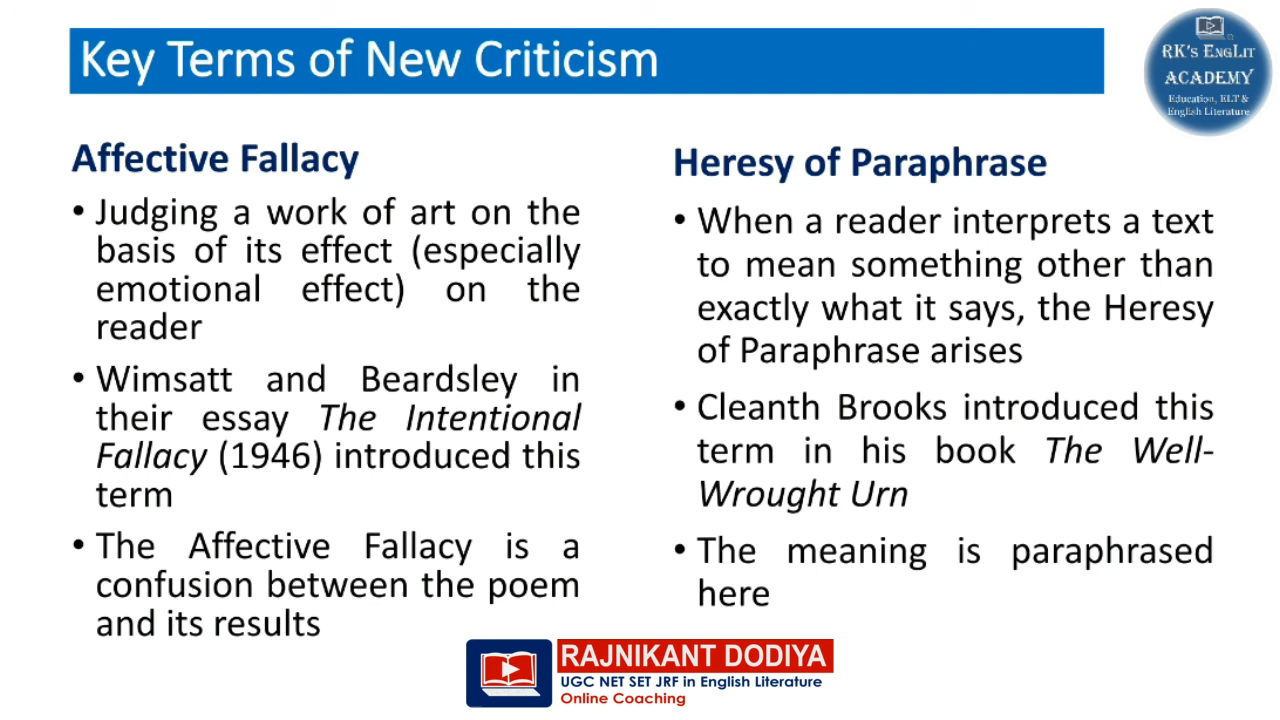 Key Terms of New Criticism
RK's EngLit
Academy
Education, ELT &
English Literature
Affective Fallacy
• Judging a work of art on the
basis of its effect (especially
emotional effect) on the
reader
• Wimsatt and Beardsley in
their essay The Intentional
Fallacy (1946) introduced this
term
• The Affective Fallacy is a
confusion between the poem
and its results
Heresy of Paraphrase
• When a reader interprets a text
to mean something other than
exactly what it says, the Heresy
of Paraphrase arises
• Cleanth Brooks introduced this
term in his book The Well-
Wrought Urn
• The meaning is paraphrased
here
RAJNIKANT DODIYA
UGC NET SET JRF in English Literature
Online Coaching